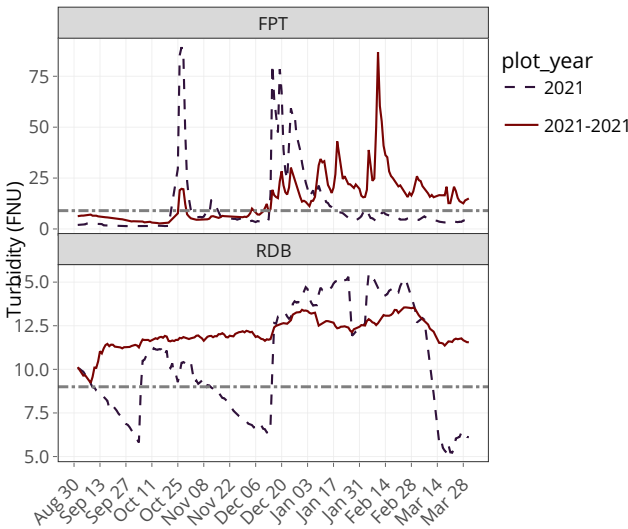 FPT
75
50
25
0
RDB
15.0
12.5
10.0
7.5
5.0
Turbidity (FNU)
Aug 30
Sep 13
Sep 27
Oct 11
Oct 25
Nov 08
Nov 22
Dec 06
Dec 20
Jan 03
Jan 17
Jan 31
Feb 14
Feb 28
Mar 14
Mar 28
plot_year
2021
2021-2021